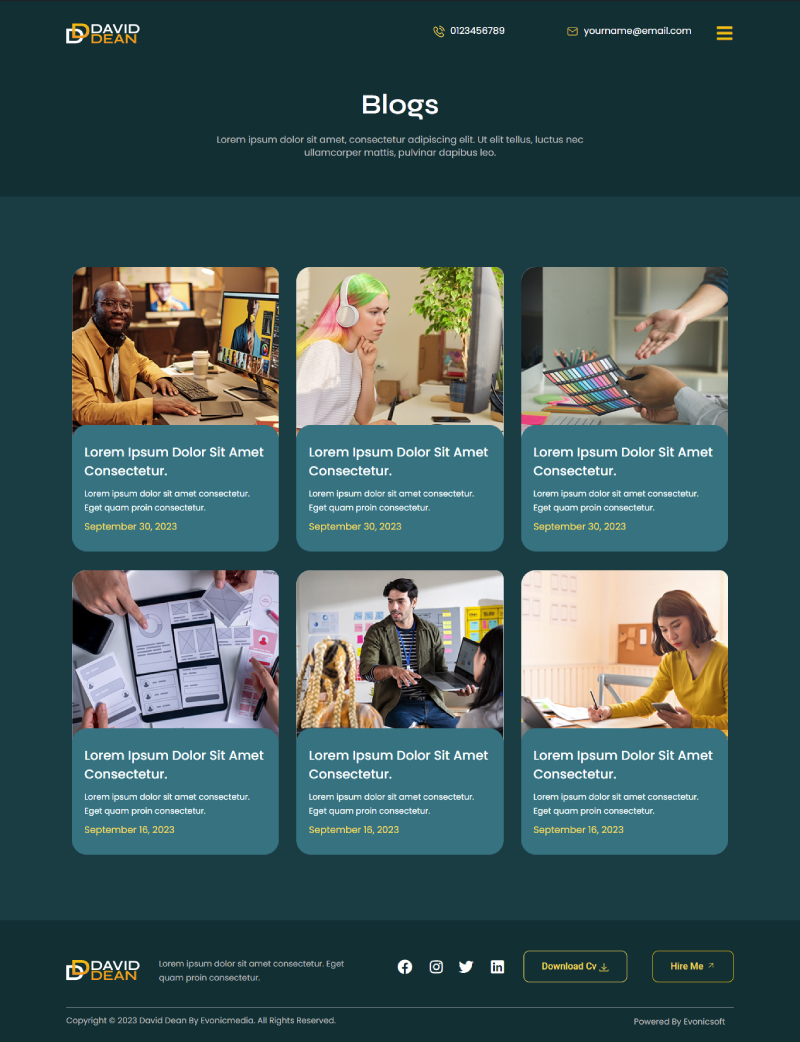 DAVID
DEAN
0123456789
yourname@email.com
Blogs
Lorem ipsum dolor sit amet, consectetur adipiscing elit. Ut elit tellus, luctus nec
ullamcorper mattis, pulvinar dapibus leo.
Lorem Ipsum Dolor Sit Amet
Consectetur.
Lorem ipsum dolor sit amet consectetur.
Eget quam proin consectetur.
September 30, 2023
Lorem Ipsum Dolor Sit Amet
Consectetur.
Lorem ipsum dolor sit amet consectetur.
Eget quam proin consectetur.
September 30, 2023
Lorem Ipsum Dolor Sit Amet
Consectetur.
Lorem ipsum dolor sit amet consectetur.
Eget quam proin consectetur.
September 30, 2023
Lorem Ipsum Dolor Sit Amet
Consectetur.
Lorem ipsum dolor sit amet consectetur.
Eget quam proin consectetur.
September 16, 2023
Lorem Ipsum Dolor Sit Amet
Consectetur.
Lorem ipsum dolor sit amet consectetur.
Eget quam proin consectetur.
September 16, 2023
Lorem Ipsum Dolor Sit Amet
Consectetur.
Lorem ipsum dolor sit amet consectetur.
Eget quam proin consectetur.
September 16, 2023
DAVID
DEAN
Lorem ipsum dolor sit amet consectetur. Eget
quam proin consectetur.
Download Cv
Hire Me
Copyright © 2023 David Dean By Evonicmedia. All Rights Reserved.
Powered By Evonicsoft